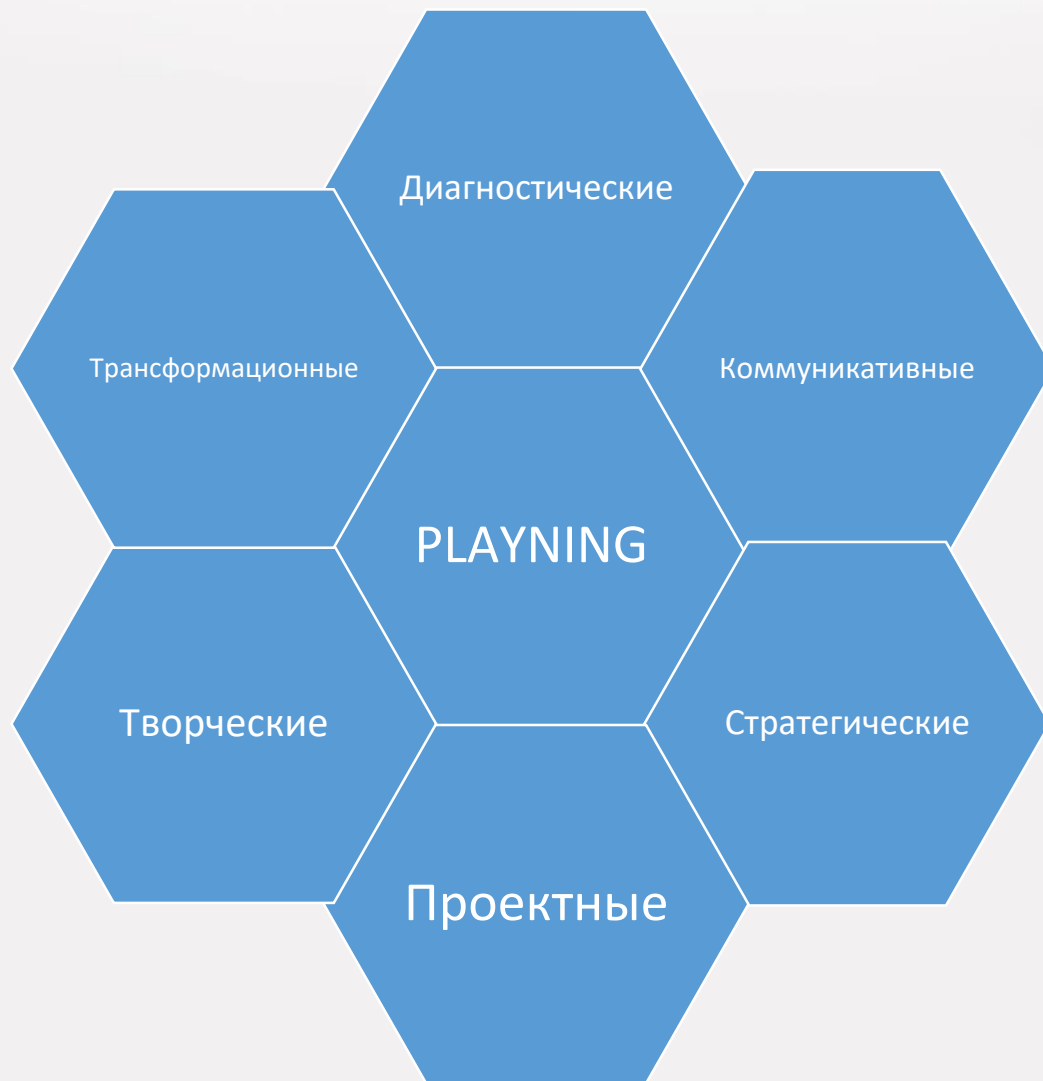 Диагностические
Трансформационные
Коммуникативные
PLAYNING
Творческие
Стратегические
Проектные